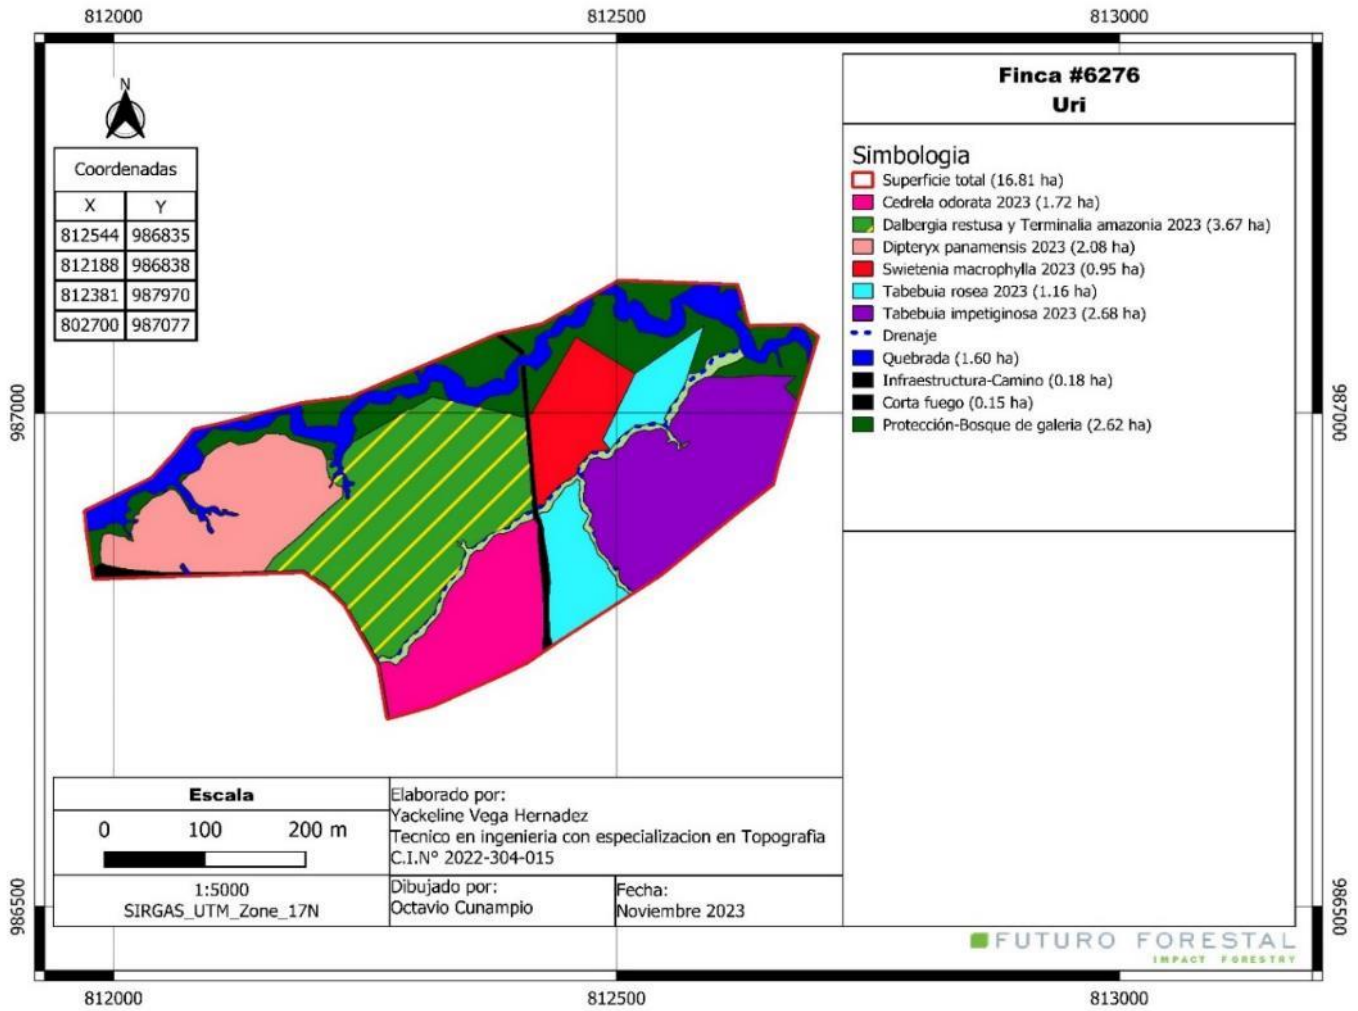 812000 812500 813000
N
Coordenadas
X Y
812544 986835
812188 986838
812381 987970
802700 987077
Finca #6276
Uri
Simbologia
Superficie total (16.81 ha)
Cedrela odorata 2023 (1.72 ha)
Dalbergia restusa y Terminalia amazonia 2023 (3.67 ha)
Dipteryx panamensis 2023 (2.08 ha)
Swietenia macrophylla 2023 (0.95 ha)
Tabebuia rosea 2023 (1.16 ha)
Tabebuia impetiginosa 2023 (2.68 ha)
Drenaje
Quebrada (1.60 ha)
Infraestructura-Camino (0.18 ha)
Corta fuego (0.15 ha)
Protección-Bosque de galeria (2.62 ha)
987000 987000
Escala
0 100 200 m
1:5000
SIRGAS_UTM_Zone_17N
Elaborado por:
Yackeline Vega Hernadez
Tecnico en ingenieria con especializacion en Topografia
C.I.N° 2022-304-015
Dibujado por:
Octavio Cunampio
Fecha:
Noviembre 2023
986500 986500
FUTURO FORESTAL
IMPACT FORESTRY
812000 812500 813000